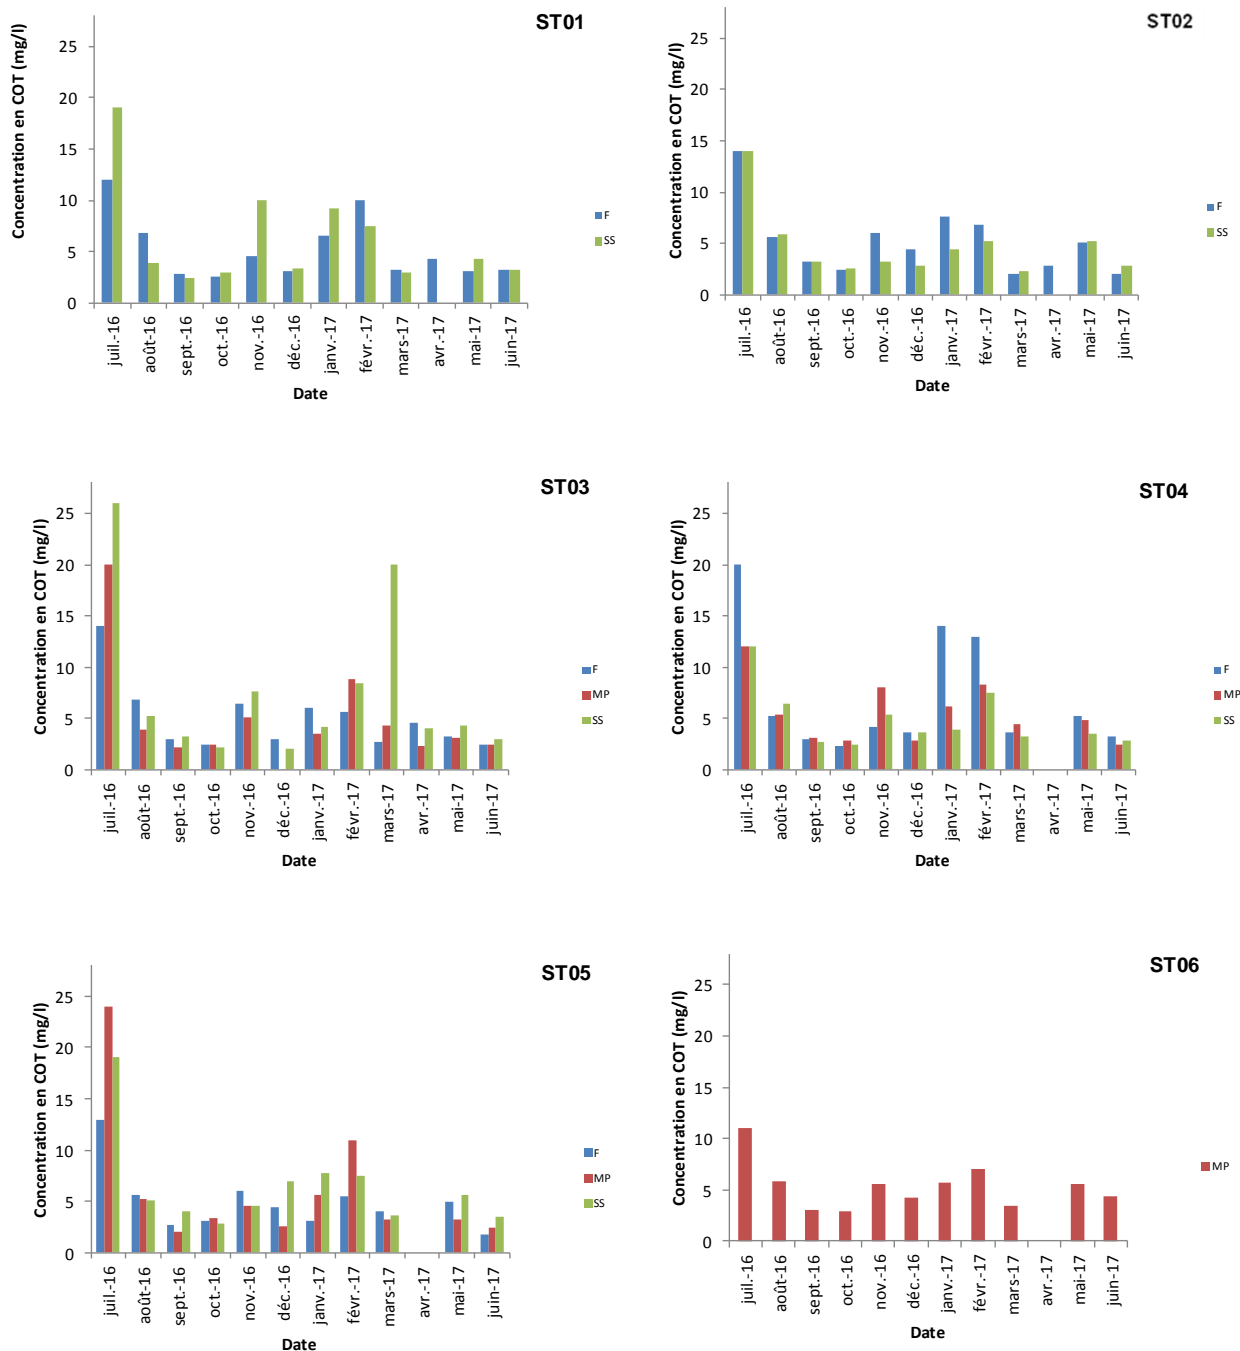 ST01
Concentration en COT (mg/l)
25
20
15
10
5
0
juil.-16
août-16
sept.-16
oct.-16
nov.-16
déc.-16
janv.-17
févr.-17
mars-17
avr.-17
mai-17
juin-17
Date
F
SS
ST02
Concentration en COT (mg/l)
25
20
15
10
5
0
juil.-16
août-16
sept.-16
oct.-16
nov.-16
déc.-16
janv.-17
févr.-17
mars-17
avr.-17
mai-17
juin-17
Date
F
SS
ST03
Concentration en COT (mg/l)
25
20
15
10
5
0
juil.-16
août-16
sept.-16
oct.-16
nov.-16
déc.-16
janv.-17
févr.-17
mars-17
avr.-17
mai-17
juin-17
Date
F
MP
SS
ST04
Concentration en COT (mg/l)
25
20
15
10
5
0
juil.-16
août-16
sept.-16
oct.-16
nov.-16
déc.-16
janv.-17
févr.-17
mars-17
avr.-17
mai-17
juin-17
Date
F
MP
SS
ST05
Concentration en COT (mg/l)
25
20
15
10
5
0
juil.-16
août-16
sept.-16
oct.-16
nov.-16
déc.-16
janv.-17
févr.-17
mars-17
avr.-17
mai-17
juin-17
Date
F
MP
SS
ST06
Concentration en COT (mg/l)
25
20
15
10
5
0
juil.-16
août-16
sept.-16
oct.-16
nov.-16
déc.-16
janv.-17
févr.-17
mars-17
avr.-17
mai-17
juin-17
Date
MP